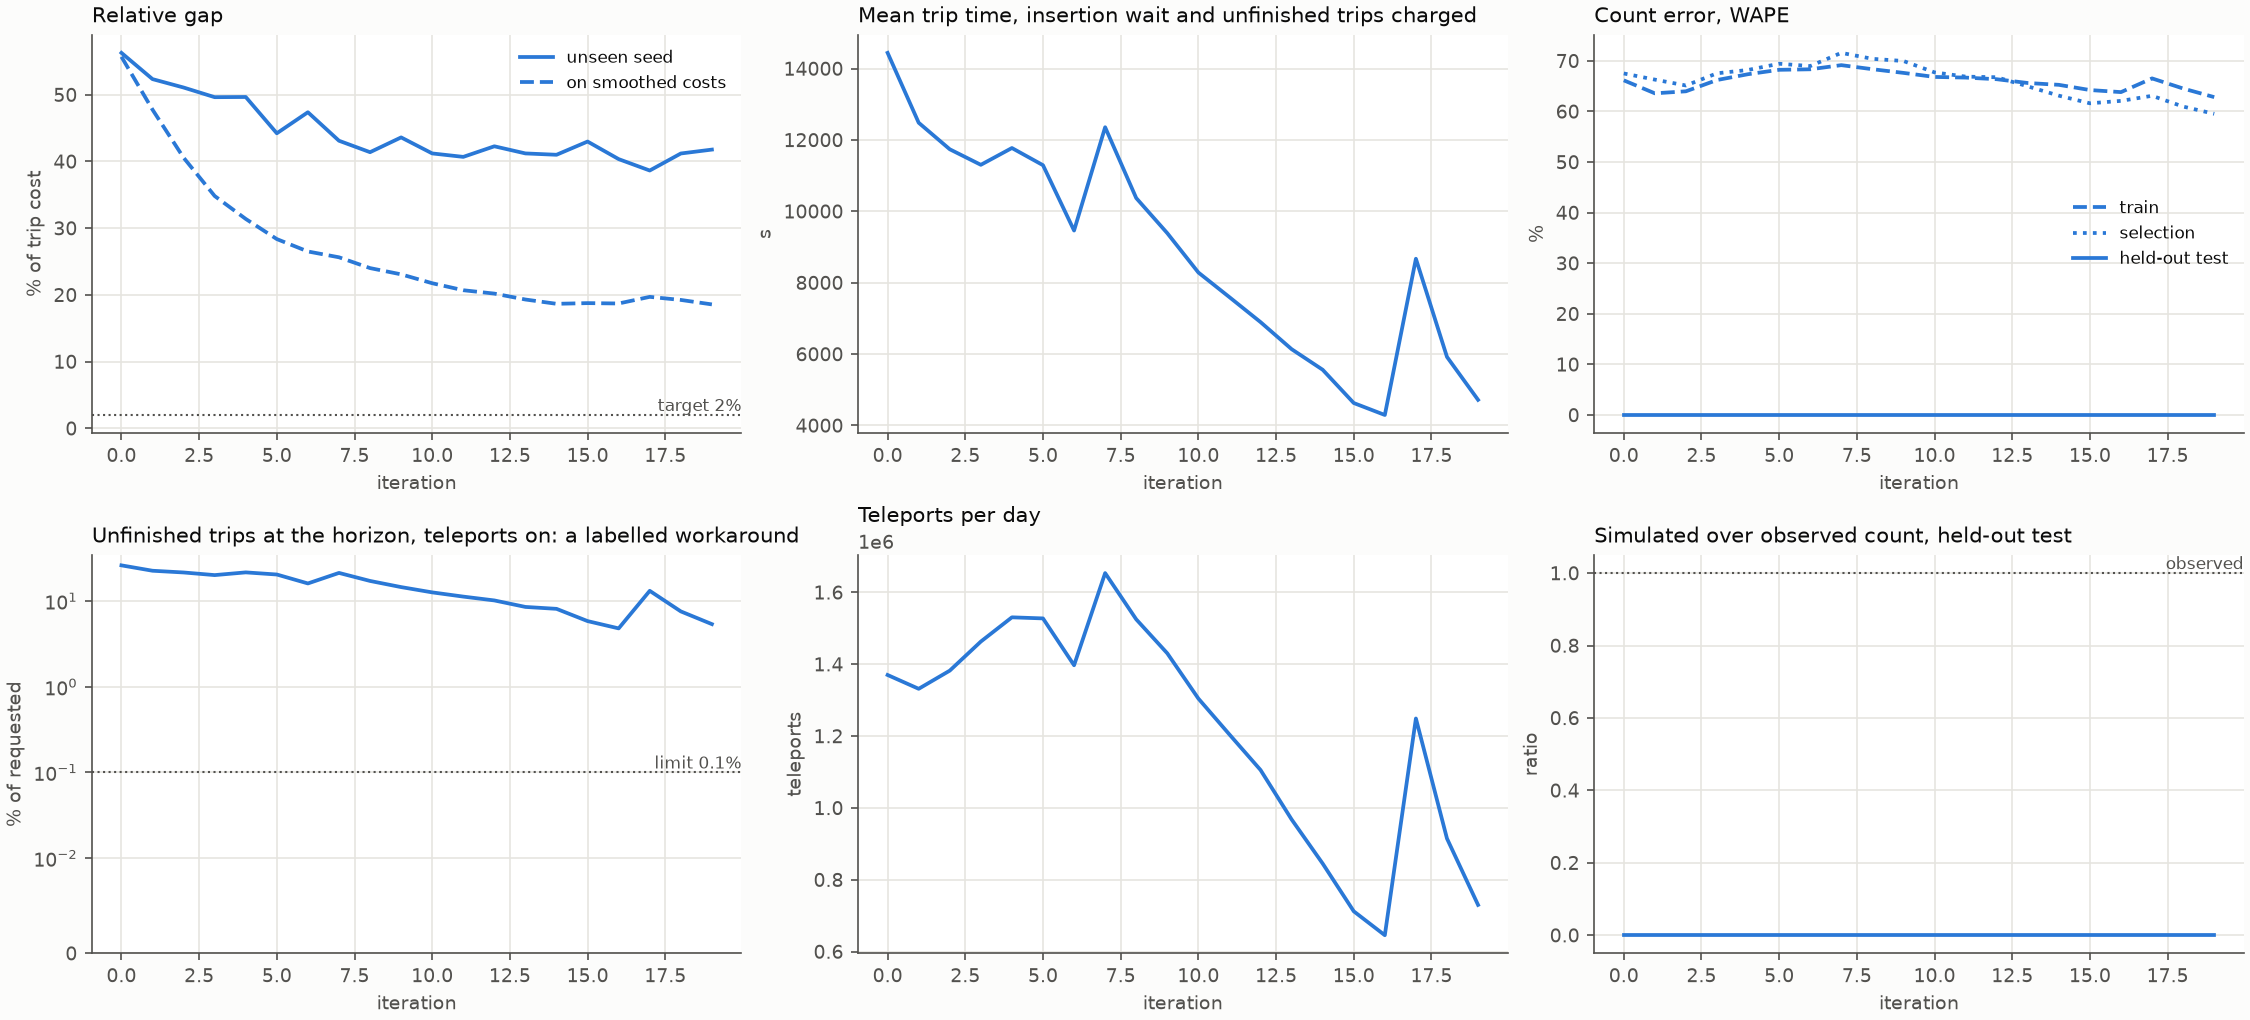 Relative gap
unseen seed
on smoothed costs
% of trip cost
50
40
30
20
10
0
target 2%
0.0 2.5 5.0 7.5 10.0 12.5 15.0 17.5
iteration
Mean trip time, insertion wait and unfinished trips charged
s
14000
12000
10000
8000
6000
4000
0.0 2.5 5.0 7.5 10.0 12.5 15.0 17.5
iteration
Count error, WAPE
%
70
60
50
40
30
20
10
0
train
selection
held-out test
0.0 2.5 5.0 7.5 10.0 12.5 15.0 17.5
iteration
Unfinished trips at the horizon, teleports on: a labelled workaround
% of requested
10¹
10⁰
10⁻¹
10⁻²
0
limit 0.1%
0.0 2.5 5.0 7.5 10.0 12.5 15.0 17.5
iteration
Teleports per day
1e6
teleports
1.6
1.4
1.2
1.0
0.8
0.6
0.0 2.5 5.0 7.5 10.0 12.5 15.0 17.5
iteration
Simulated over observed count, held-out test
observed
ratio
1.0
0.8
0.6
0.4
0.2
0.0
0.0 2.5 5.0 7.5 10.0 12.5 15.0 17.5
iteration